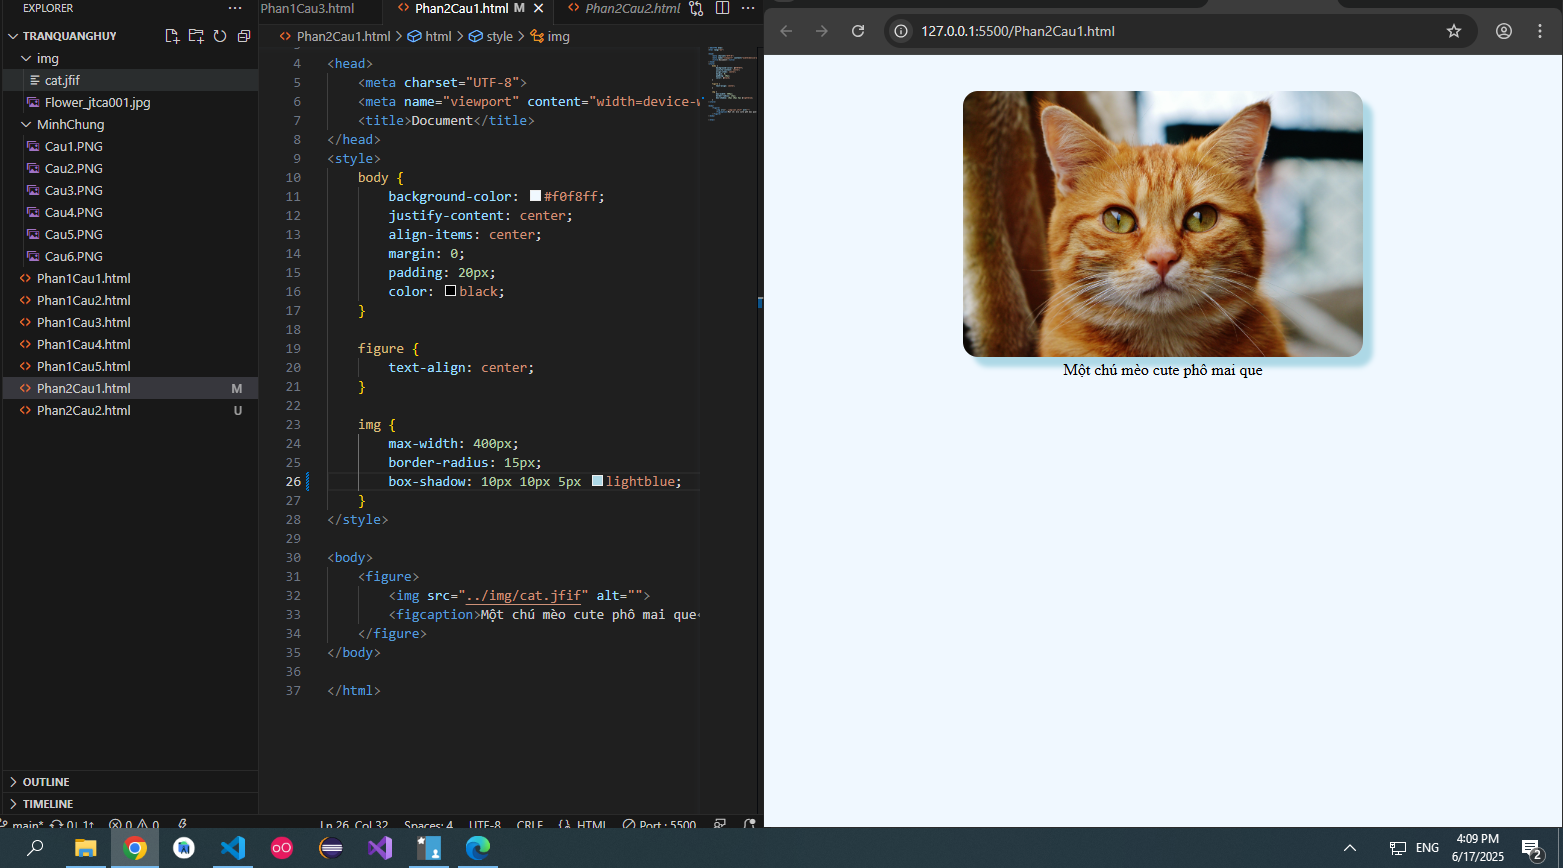 EXPLORER
TRANQUANGHUY
img
cat.jfif
Flower_jtca001.jpg
MinhChung
Cau1.PNG
Cau2.PNG
Cau3.PNG
Cau4.PNG
Cau5.PNG
Cau6.PNG
Phan1Cau1.html
Phan1Cau2.html
Phan1Cau3.html
Phan1Cau4.html
Phan1Cau5.html
Phan2Cau1.html M
Phan2Cau2.html U
OUTLINE
TIMELINE
Phan1Cau3.html
Phan2Cau1.html M
Phan2Cau2.html
Phan2Cau1.html > html > style > img
4 <head>
5 <meta charset="UTF-8">
6 <meta name="viewport" content="width=device-w
7 <title>Document</title>
8 </head>
9 <style>
10 body {
11 background-color: #f0f8ff;
12 justify-content: center;
13 align-items: center;
14 margin: 0;
15 padding: 20px;
16 color: black;
17 }
18
19 figure {
20 text-align: center;
21 }
22
23 img {
24 max-width: 400px;
25 border-radius: 15px;
26 box-shadow: 10px 10px 5px lightblue;
27 }
28 </style>
29
30 <body>
31 <figure>
32 <img src="../img/cat.jfif" alt="">
33 <figcaption>Một chú mèo cute phô mai que<
34 </figure>
35 </body>
36
37 </html>
main* 0↓ 1↑ 0 0
Ln 26, Col 32 Spaces: 4 UTF-8 CRLF {} HTML Port : 5500
127.0.0.1:5500/Phan2Cau1.html
Một chú mèo cute phô mai que
ENG
4:09 PM
6/17/2025
2